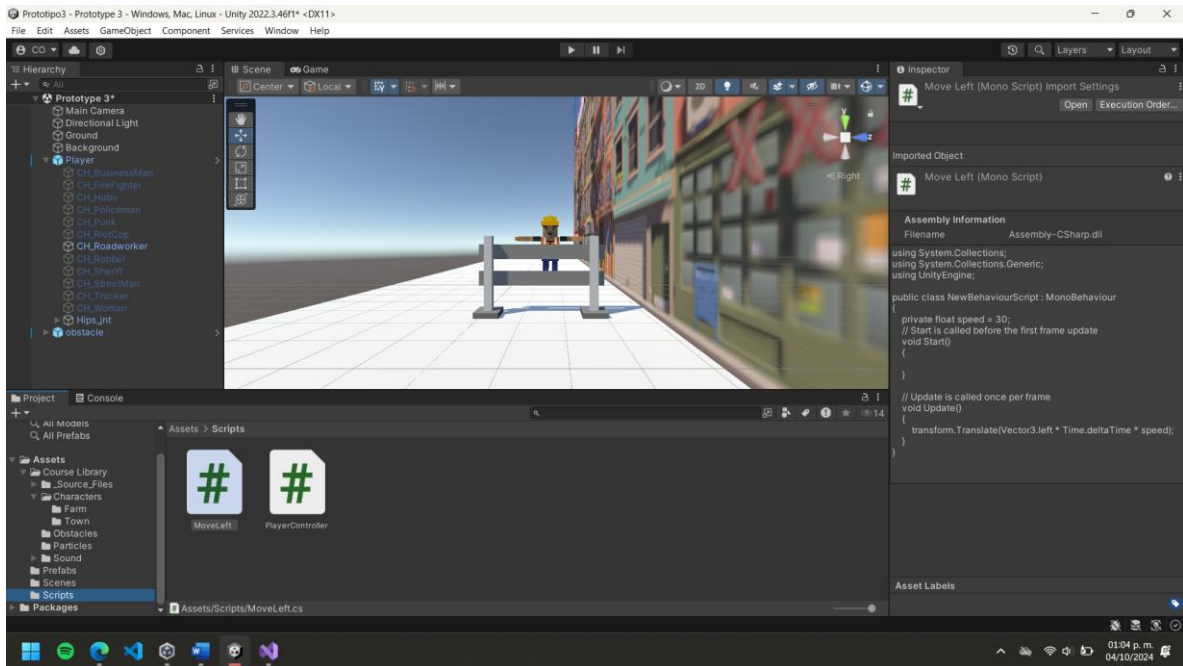 Prototipo3 - Prototype 3 - Windows, Mac, Linux - Unity 2022.3.46f1* <DX11>
File Edit Assets GameObject Component Services Window Help
CO
Layers
Layout
Hierarchy
All
Prototype 3*
Main Camera
Directional Light
Ground
Background
Player
CH_BusinessMan
CH_FireFighter
CH_Hobo
CH_Policeman
CH_Punk
CH_RiotCop
CH_Roadworker
CH_Robber
CH_Sheriff
CH_StreetMan
CH_Trucker
CH_Woman
Hips_jnt
obstacle
Scene Game
Center Local 2D
y
z
Right
Inspector
Move Left (Mono Script) Import Settings
Open Execution Order...
Imported Object
Move Left (Mono Script)
Assembly Information
Filename Assembly-CSharp.dll
using System.Collections;
using System.Collections.Generic;
using UnityEngine;
public class NewBehaviourScript : MonoBehaviour
{
private float speed = 30;
// Start is called before the first frame update
void Start()
{
}
// Update is called once per frame
void Update()
{
transform.Translate(Vector3.left * Time.deltaTime * speed);
}
}
Asset Labels
Project Console
14
All Models
All Prefabs
Assets
Course Library
_Source_Files
Characters
Farm
Town
Obstacles
Particles
Sound
Prefabs
Scenes
Scripts
Packages
Assets > Scripts
MoveLeft
PlayerController
Assets/Scripts/MoveLeft.cs
01:04 p. m.
04/10/2024